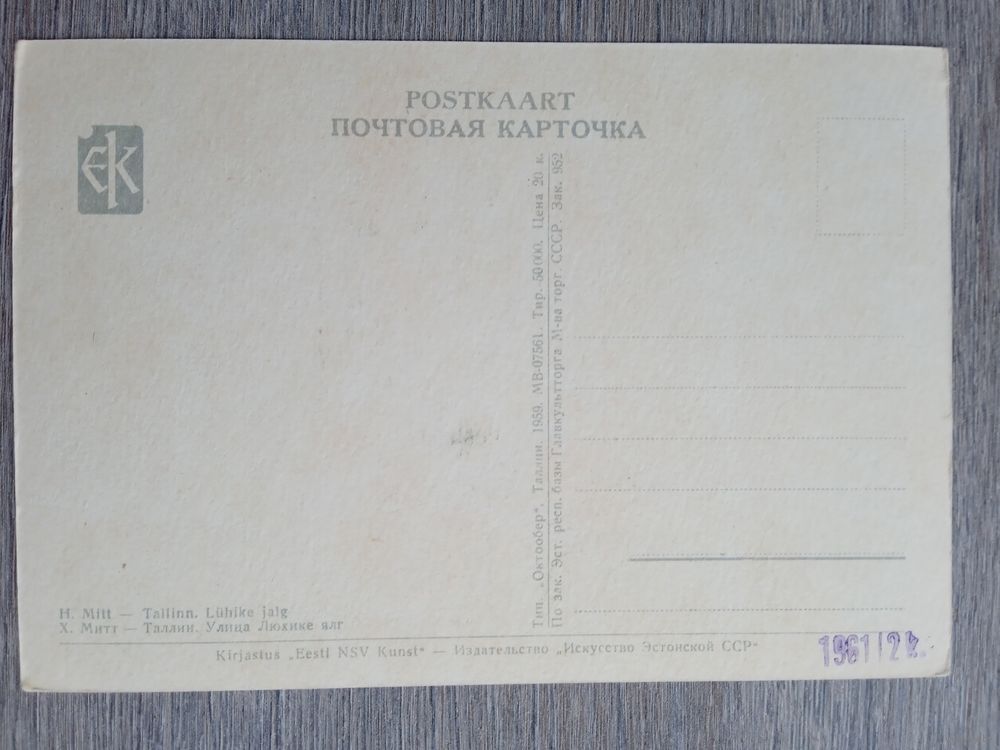 POSTKAART
ПОЧТОВАЯ КАРТОЧКА
EK
Тип. „Октообер“. Таллин. 1959. МВ-07561. Тир. 50 000. Цена 20 к.
По зак. Эст. респ. базы Главкультторга М-ва торг. СССР. Зак. 952
H. Mitt — Tallinn. Lühike jalg
Х. Митт — Таллин. Улица Люхике ялг
Kirjastus „Eesti NSV Kunst“ — Издательство „Искусство Эстонской ССР“
1961